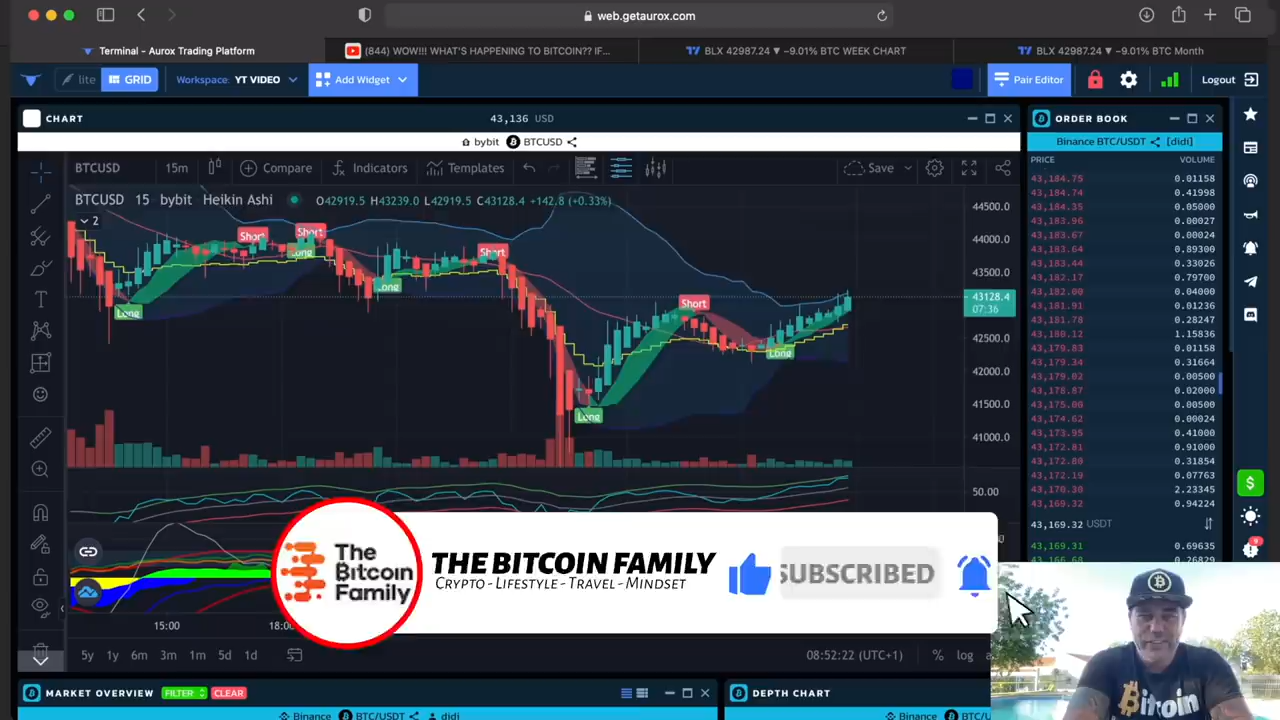 web.getaurox.com
Terminal - Aurox Trading Platform
(844) WOW!!! WHAT'S HAPPENING TO BITCOIN?? IF...
BLX 42987.24 ▼ −9.01% BTC WEEK CHART
BLX 42987.24 ▼ −9.01% BTC Month
lite
GRID
Workspace: YT VIDEO
Add Widget
Pair Editor
Logout
CHART
43,136 USD
bybit BTCUSD
BTCUSD 15m Compare Indicators Templates Save
BTCUSD 15 bybit Heikin Ashi O42919.5 H43239.0 L42919.5 C43128.4 +142.8 (+0.33%)
2
Short
Short
Long
Long
Long
Short
Long
Short
Long
44500.0
44000.0
43500.0
43128.4
07:36
42500.0
42000.0
41500.0
41000.0
50.00
15:00
18:00
5y 1y 6m 3m 1m 5d 1d
08:52:22 (UTC+1)
% log
ORDER BOOK
Binance BTC/USDT [didi]
PRICE VOLUME
43,184.75 0.01158
43,184.74 0.41998
43,184.35 0.05000
43,183.96 0.00027
43,183.67 0.00024
43,183.64 0.89300
43,182.44 0.33026
43,182.17 0.79700
43,182.00 0.04000
43,181.91 0.01236
43,181.78 0.28247
43,180.12 1.15836
43,179.83 0.01158
43,179.34 0.31664
43,179.02 0.00500
43,178.87 0.02000
43,175.00 0.00500
43,174.62 0.00024
43,173.95 0.41000
43,172.81 0.91000
43,172.80 0.31854
43,172.19 0.07763
43,170.30 2.23345
43,169.32 0.94224
43,169.32 USDT
43,169.31 0.69635
43,166.68 0.26829
The
Bitcoin
Family
THE BITCOIN FAMILY
CRYPTO - LIFESTYLE - TRAVEL - MINDSET
SUBSCRIBED
Bitcoin
MARKET OVERVIEW FILTER CLEAR
Binance BTC/USDT didi
DEPTH CHART
Binance BTC/USDT